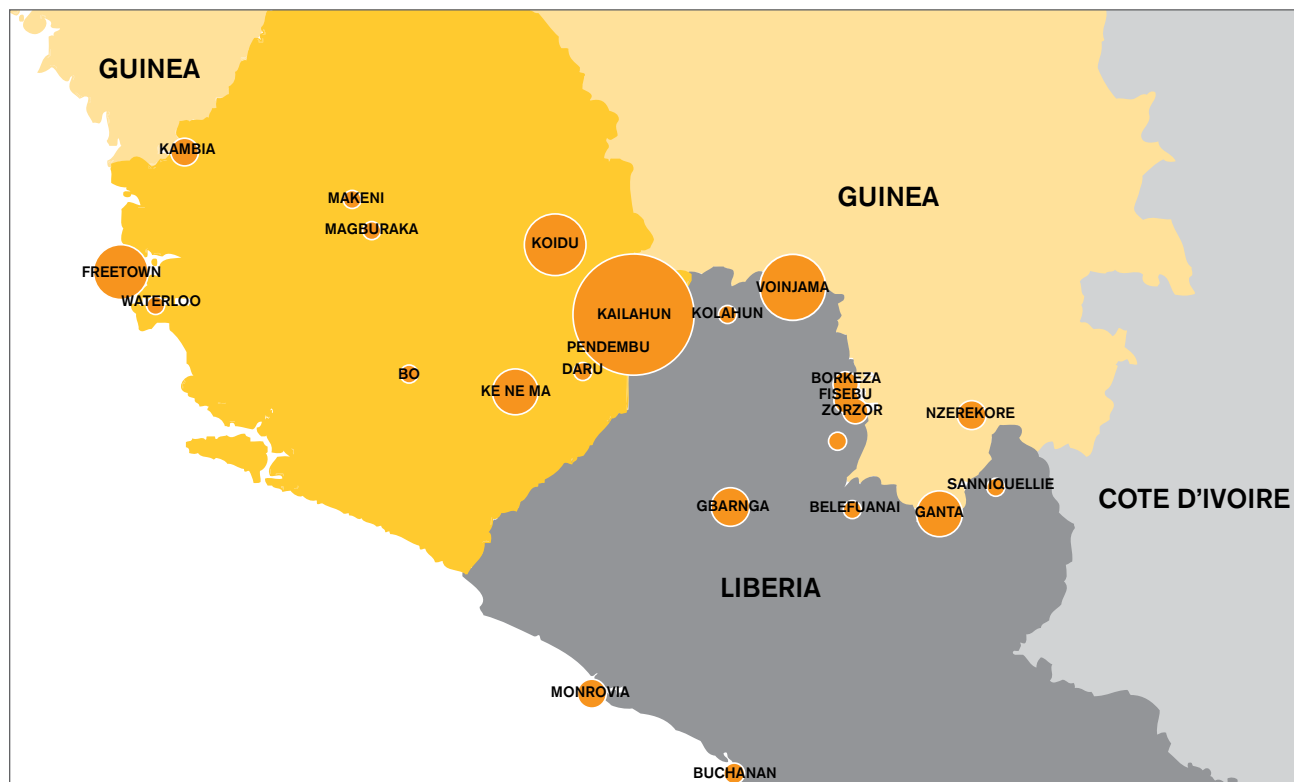 GUINEA
KAMBIA
MAKENI
GUINEA
MAGBURAKA
KOIDU
FREETOWN
VOINJAMA
WATERLOO
KAILAHUN
KOLAHUN
PENDEMBU
DARU
BO
BORKEZA
KE NE MA
FISEBU
ZORZOR
NZEREKORE
SANNIQUELLIE
COTE D'IVOIRE
GBARNGA
BELEFUANAI
GANTA
LIBERIA
MONROVIA
BUCHANAN